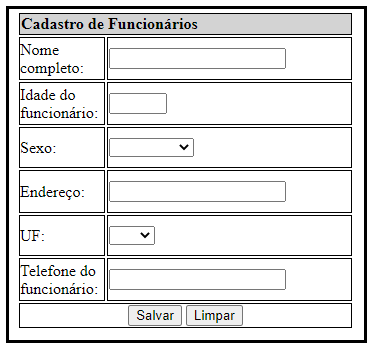 Cadastro de Funcionários
Nome
completo:
Idade do
funcionário:
Sexo:
Endereço:
UF:
Telefone do
funcionário:
Salvar Limpar